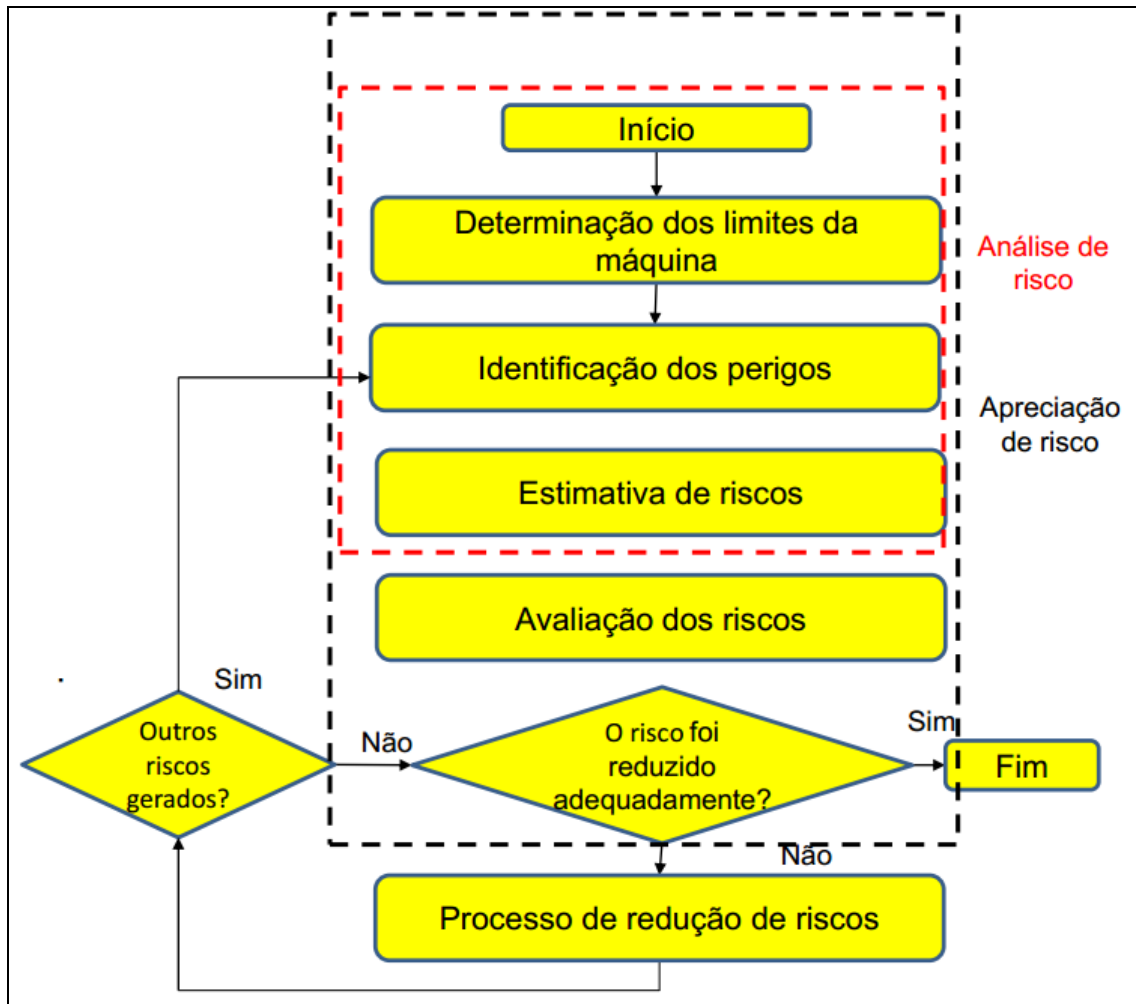 Início
Determinação dos limites da
máquina
Análise de
risco
Identificação dos perigos
Apreciação
de risco
Estimativa de riscos
Avaliação dos riscos
Sim
Outros
riscos
gerados?
Não
O risco foi
reduzido
adequadamente?
Sim
Fim
Não
Processo de redução de riscos